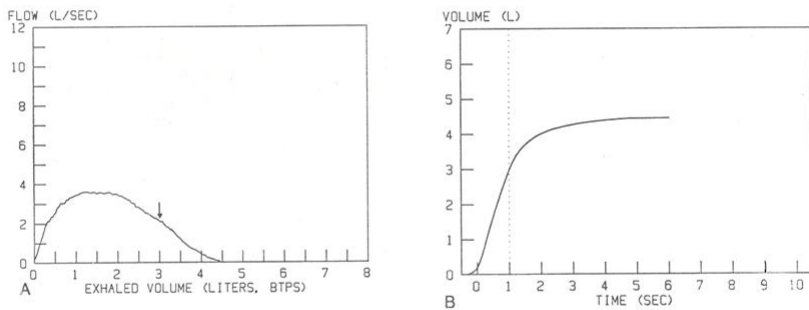 FLOW (L/SEC)
12
10
8
6
4
2
0
0 1 2 3 4 5 6 7 8
A EXHALED VOLUME (LITERS, BTPS)
VOLUME (L)
7
6
5
4
3
2
1
0
0 1 2 3 4 5 6 7 8 9 10
B TIME (SEC)